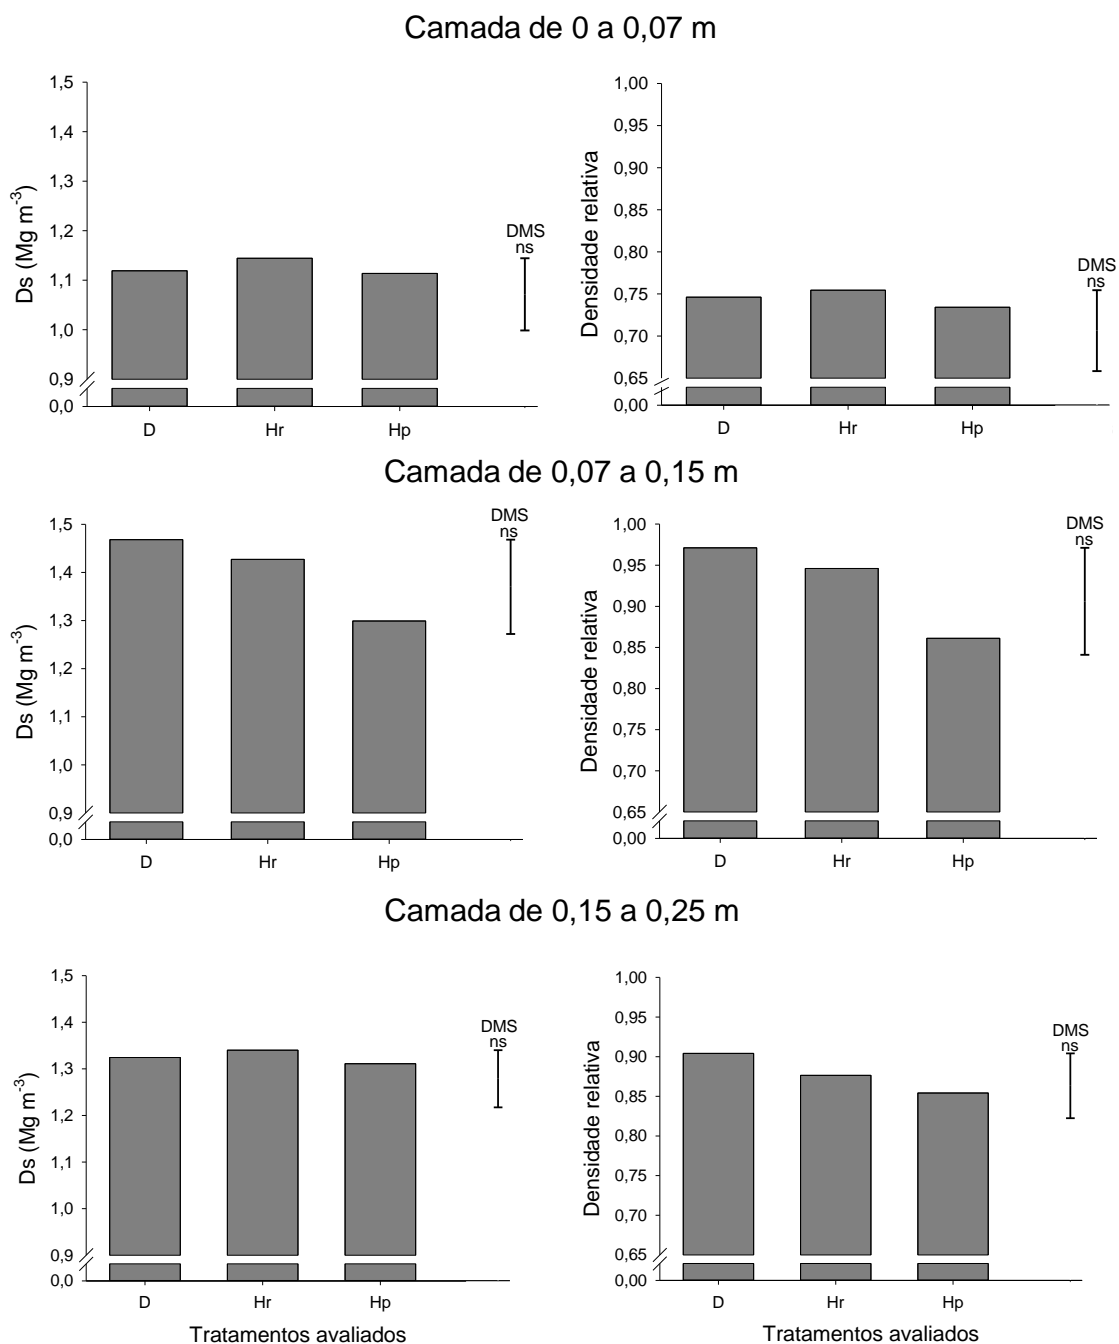 Camada de 0 a 0,07 m
1,5
1,4
1,3
1,2
1,1
1,0
0,9
0,0
Ds (Mg m-3)
DMS
ns
D Hr Hp
1,00
0,95
0,90
0,85
0,80
0,75
0,70
0,65
0,00
Densidade relativa
DMS
ns
D Hr Hp
Camada de 0,07 a 0,15 m
1,5
1,4
1,3
1,2
1,1
1,0
0,9
0,0
Ds (Mg m-3)
DMS
ns
D Hr Hp
1,00
0,95
0,90
0,85
0,80
0,75
0,70
0,65
0,00
Densidade relativa
DMS
ns
D Hr Hp
Camada de 0,15 a 0,25 m
1,5
1,4
1,3
1,2
1,1
1,0
0,9
0,0
Ds (Mg m-3)
DMS
ns
D Hr Hp
Tratamentos avaliados
1,00
0,95
0,90
0,85
0,80
0,75
0,70
0,65
0,00
Densidade relativa
DMS
ns
D Hr Hp
Tratamentos avaliados